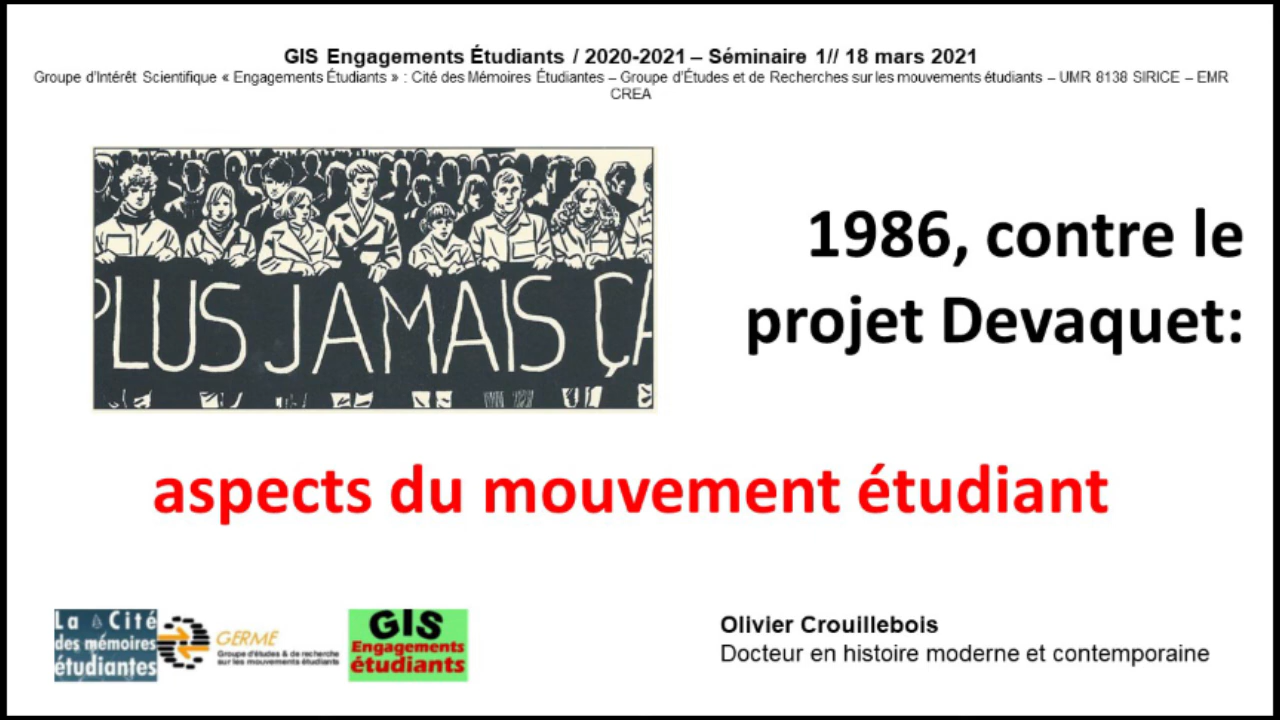 GIS Engagements Étudiants / 2020-2021 – Séminaire 1// 18 mars 2021
Groupe d'Intérêt Scientifique « Engagements Étudiants » : Cité des Mémoires Étudiantes – Groupe d'Études et de Recherches sur les mouvements étudiants – UMR 8138 SIRICE – EMR
CREA
PLUS JAMAIS ÇA
1986, contre le
projet Devaquet:
aspects du mouvement étudiant
La Cité
des mémoires
étudiantes
GERME
Groupe d'études & de recherche
sur les mouvements étudiants
GIS
Engagements
étudiants
Olivier Crouillebois
Docteur en histoire moderne et contemporaine